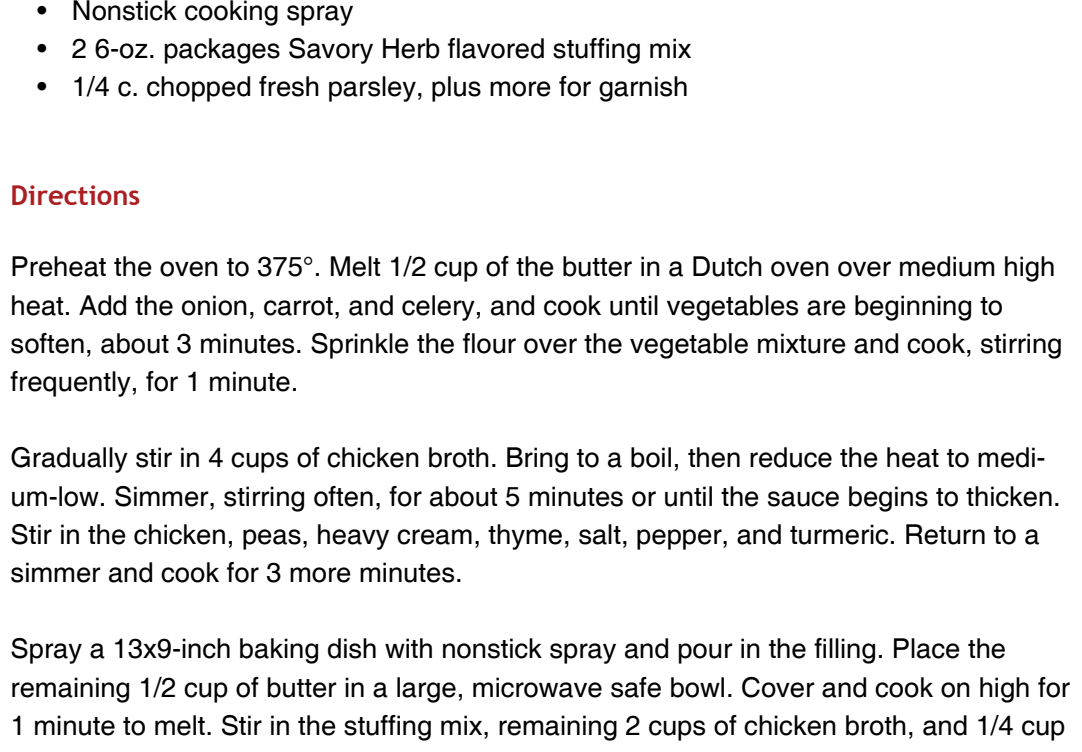 • Nonstick cooking spray
• 2 6-oz. packages Savory Herb flavored stuffing mix
• 1/4 c. chopped fresh parsley, plus more for garnish
Directions
Preheat the oven to 375°. Melt 1/2 cup of the butter in a Dutch oven over medium high
heat. Add the onion, carrot, and celery, and cook until vegetables are beginning to
soften, about 3 minutes. Sprinkle the flour over the vegetable mixture and cook, stirring
frequently, for 1 minute.
Gradually stir in 4 cups of chicken broth. Bring to a boil, then reduce the heat to medi-
um-low. Simmer, stirring often, for about 5 minutes or until the sauce begins to thicken.
Stir in the chicken, peas, heavy cream, thyme, salt, pepper, and turmeric. Return to a
simmer and cook for 3 more minutes.
Spray a 13x9-inch baking dish with nonstick spray and pour in the filling. Place the
remaining 1/2 cup of butter in a large, microwave safe bowl. Cover and cook on high for
1 minute to melt. Stir in the stuffing mix, remaining 2 cups of chicken broth, and 1/4 cup